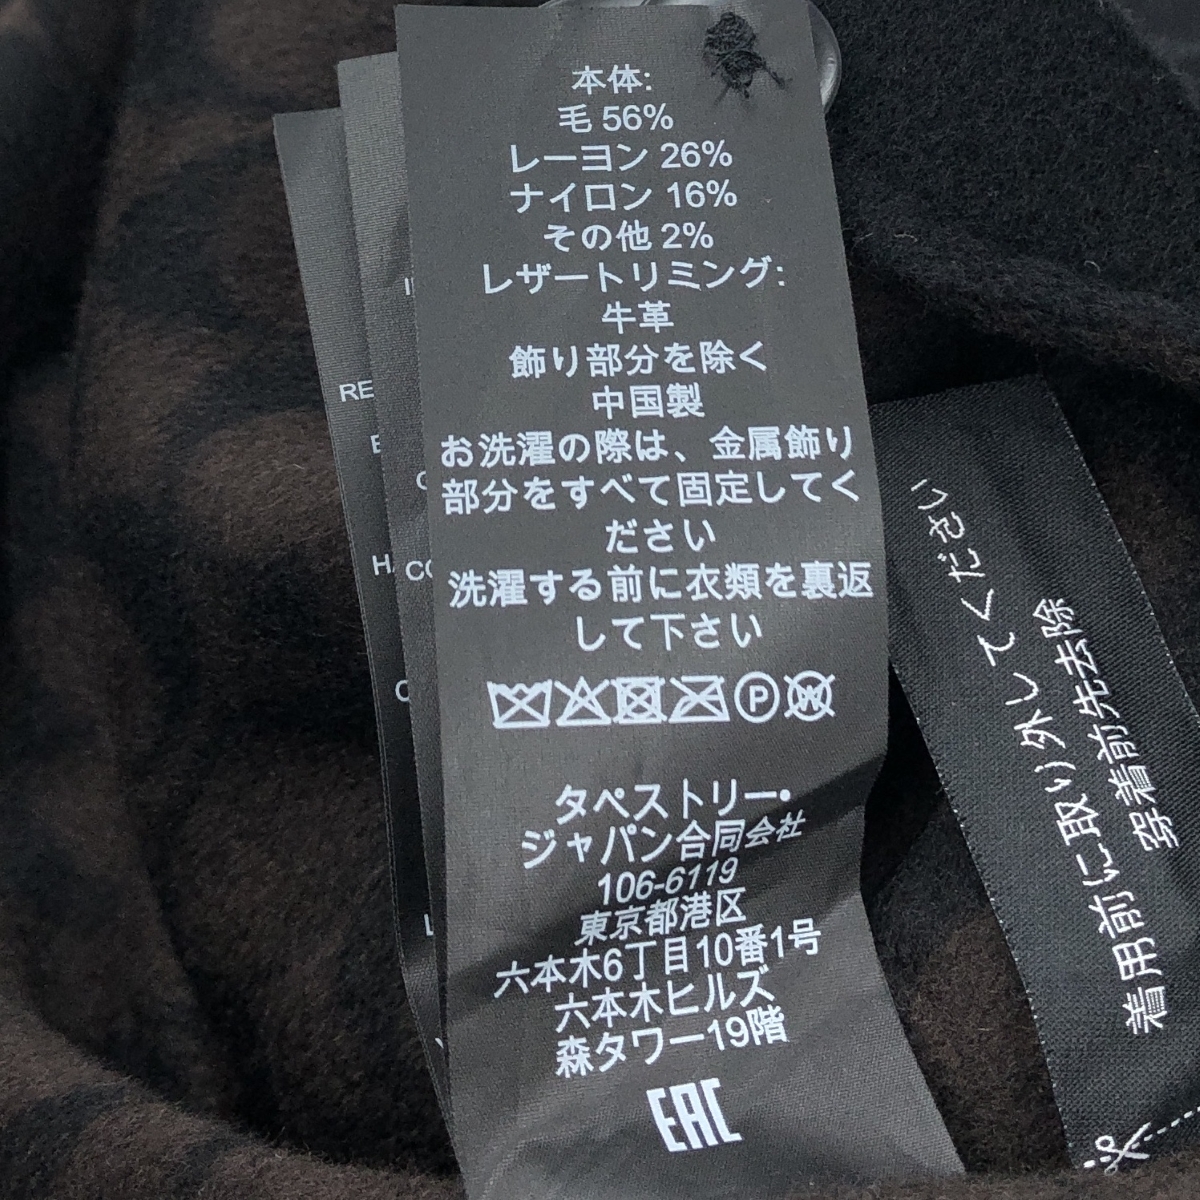 本体:
毛 56%
レーヨン 26%
ナイロン 16%
その他 2%
レザートリミング:
牛革
飾り部分を除く
中国製
お洗濯の際は、金属飾り
部分をすべて固定してく
ださい
洗濯する前に衣類を裏返
して下さい
P
W
タペストリー・
ジャパン合同会社
106-6119
東京都港区
六本木6丁目10番1号
六本木ヒルズ
森タワー19階
EAC
着用前に取り外してください
穿着前先去除
RE
CO